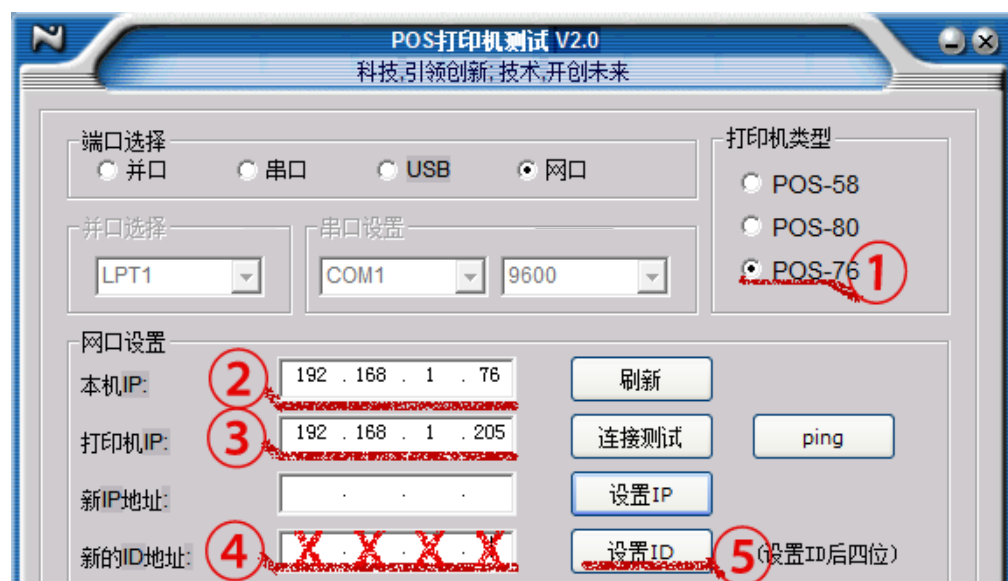 POS打印机测试 V2.0
科技,引领创新;技术,开创未来
端口选择
并口 串口 USB 网口
打印机类型
POS-58
POS-80
POS-76 ①
并口选择 串口设置
LPT1 COM1 9600
网口设置
本机IP: ② 192 . 168 . 1 . 76 刷新
打印机IP: ③ 192 . 168 . 1 . 205 连接测试 ping
新IP地址: . . . 设置IP
新的ID地址: ④ X . X . X . X 设置ID ⑤ (设置ID后四位)